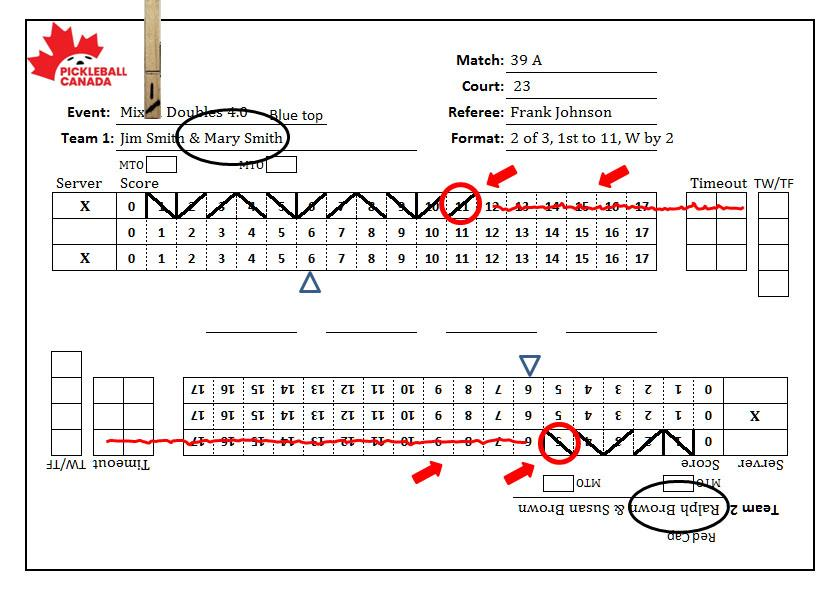 PICKLEBALL
CANADA
Match: 39 A
Court: 23
Event: Mix Doubles 4.0 Blue top
Referee: Frank Johnson
Team 1: Jim Smith & Mary Smith
Format: 2 of 3, 1st to 11, W by 2
MTO MTO
Server Score Timeout TW/TF
X 0 1 2 3 4 5 6 7 8 9 10 11 12 13 14 15 16 17
0 1 2 3 4 5 6 7 8 9 10 11 12 13 14 15 16 17
X 0 1 2 3 4 5 6 7 8 9 10 11 12 13 14 15 16 17
Red Cap
Team 2 Ralph Brown & Susan Brown
MTO MTO
Server Score Timeout TW/TF
0 1 2 3 4 5 6 7 8 9 10 11 12 13 14 15 16 17
X 0 1 2 3 4 5 6 7 8 9 10 11 12 13 14 15 16 17
0 1 2 3 4 5 6 7 8 9 10 11 12 13 14 15 16 17